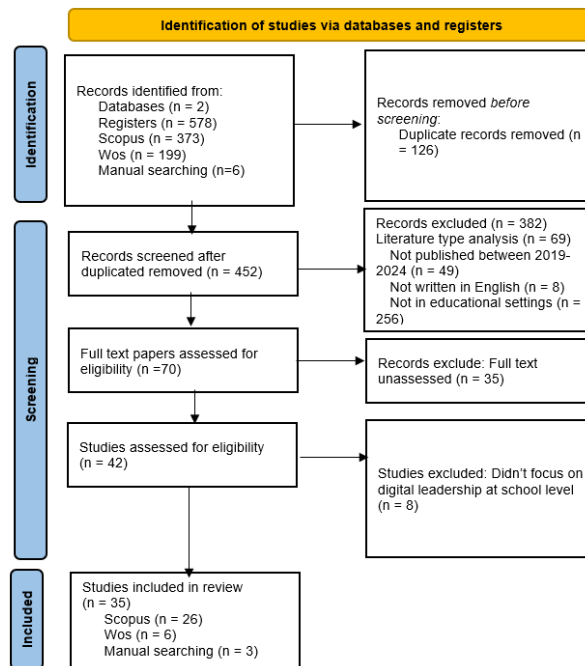 Identification of studies via databases and registers
Identification
Records identified from:
Databases (n = 2)
Registers (n = 578)
Scopus (n = 373)
Wos (n = 199)
Manual searching (n=6)
Records removed before
screening:
Duplicate records removed (n
= 126)
Screening
Records screened after
duplicated removed (n = 452)
Records excluded (n = 382)
Literature type analysis (n = 69)
Not published between 2019-
2024 (n = 49)
Not written in English (n = 8)
Not in educational settings (n =
256)
Full text papers assessed for
eligibility (n =70)
Records exclude: Full text
unassessed (n = 35)
Studies assessed for eligibility
(n = 42)
Studies excluded: Didn’t focus on
digital leadership at school level
(n = 8)
Included
Studies included in review
(n = 35)
Scopus (n = 26)
Wos (n = 6)
Manual searching (n = 3)